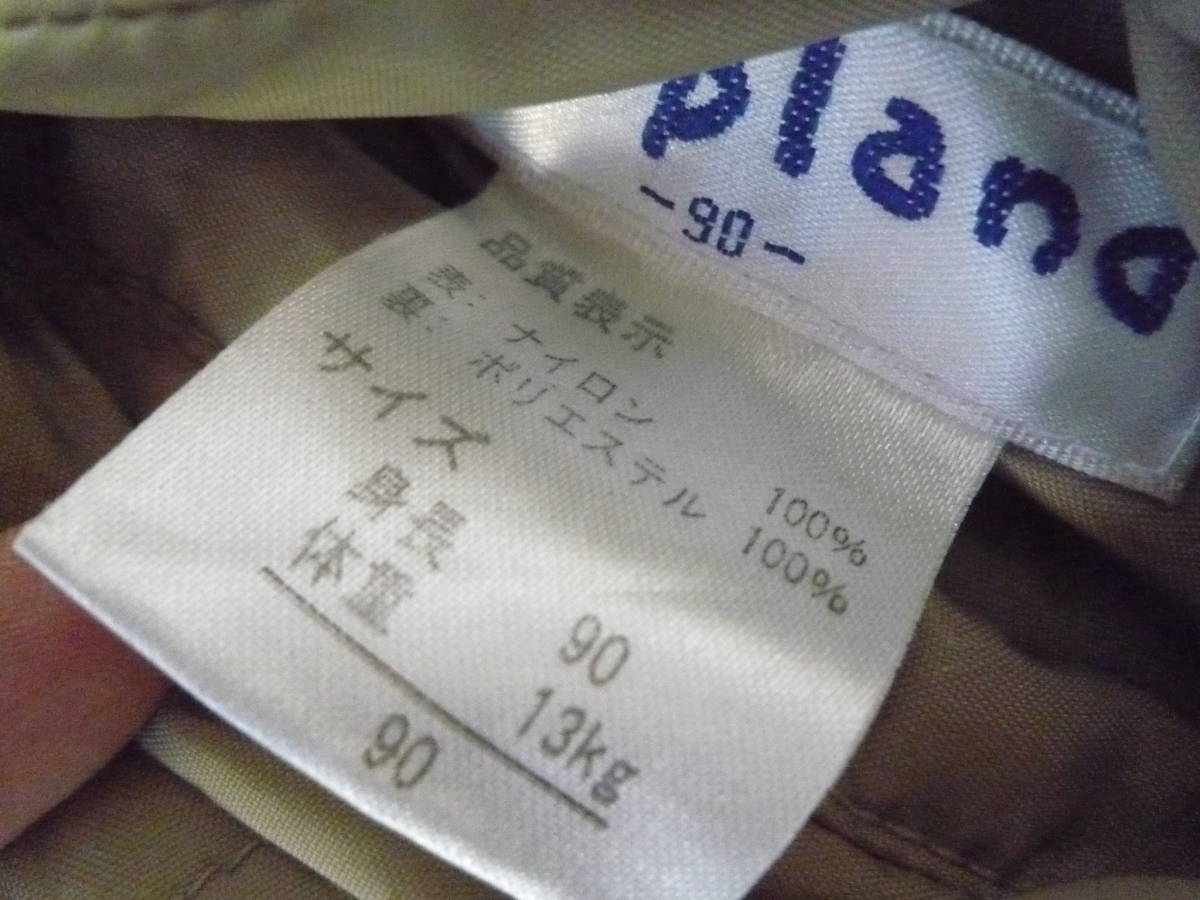 plano
-90-
品質表示
表: ナイロン 100%
裏: ポリエステル 100%
サイズ
身長 90
体重 13kg
90